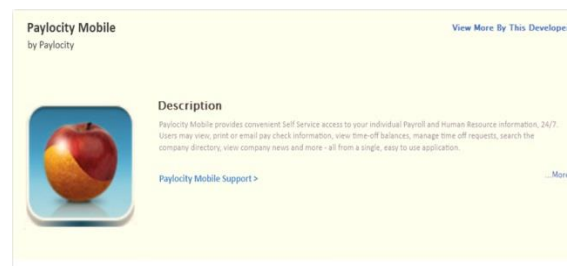 Paylocity Mobile
View More By This Develope
by Paylocity
Description
Paylocity Mobile provides convenient Self Service access to your individual Payroll and Human Resource information, 24/7.
Users may view, print or email pay check information, view time-off balances, manage time off requests, search the
company directory, view company news and more - all from a single, easy to use application.
Paylocity Mobile Support >
...More